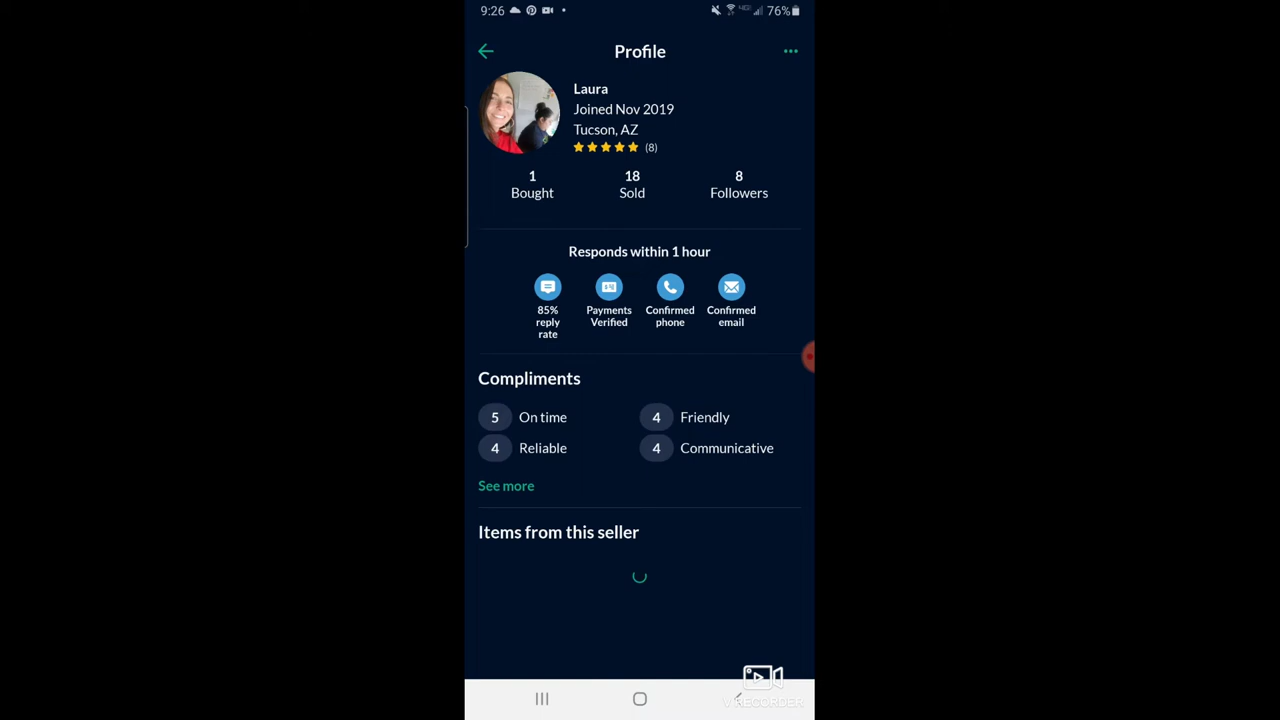 9:26
76%
Profile
Laura
Joined Nov 2019
Tucson, AZ
(8)
1
Bought
18
Sold
8
Followers
Responds within 1 hour
85%
reply
rate
Payments
Verified
Confirmed
phone
Confirmed
email
Compliments
5 On time
4 Friendly
4 Reliable
4 Communicative
See more
Items from this seller
V RECORDER